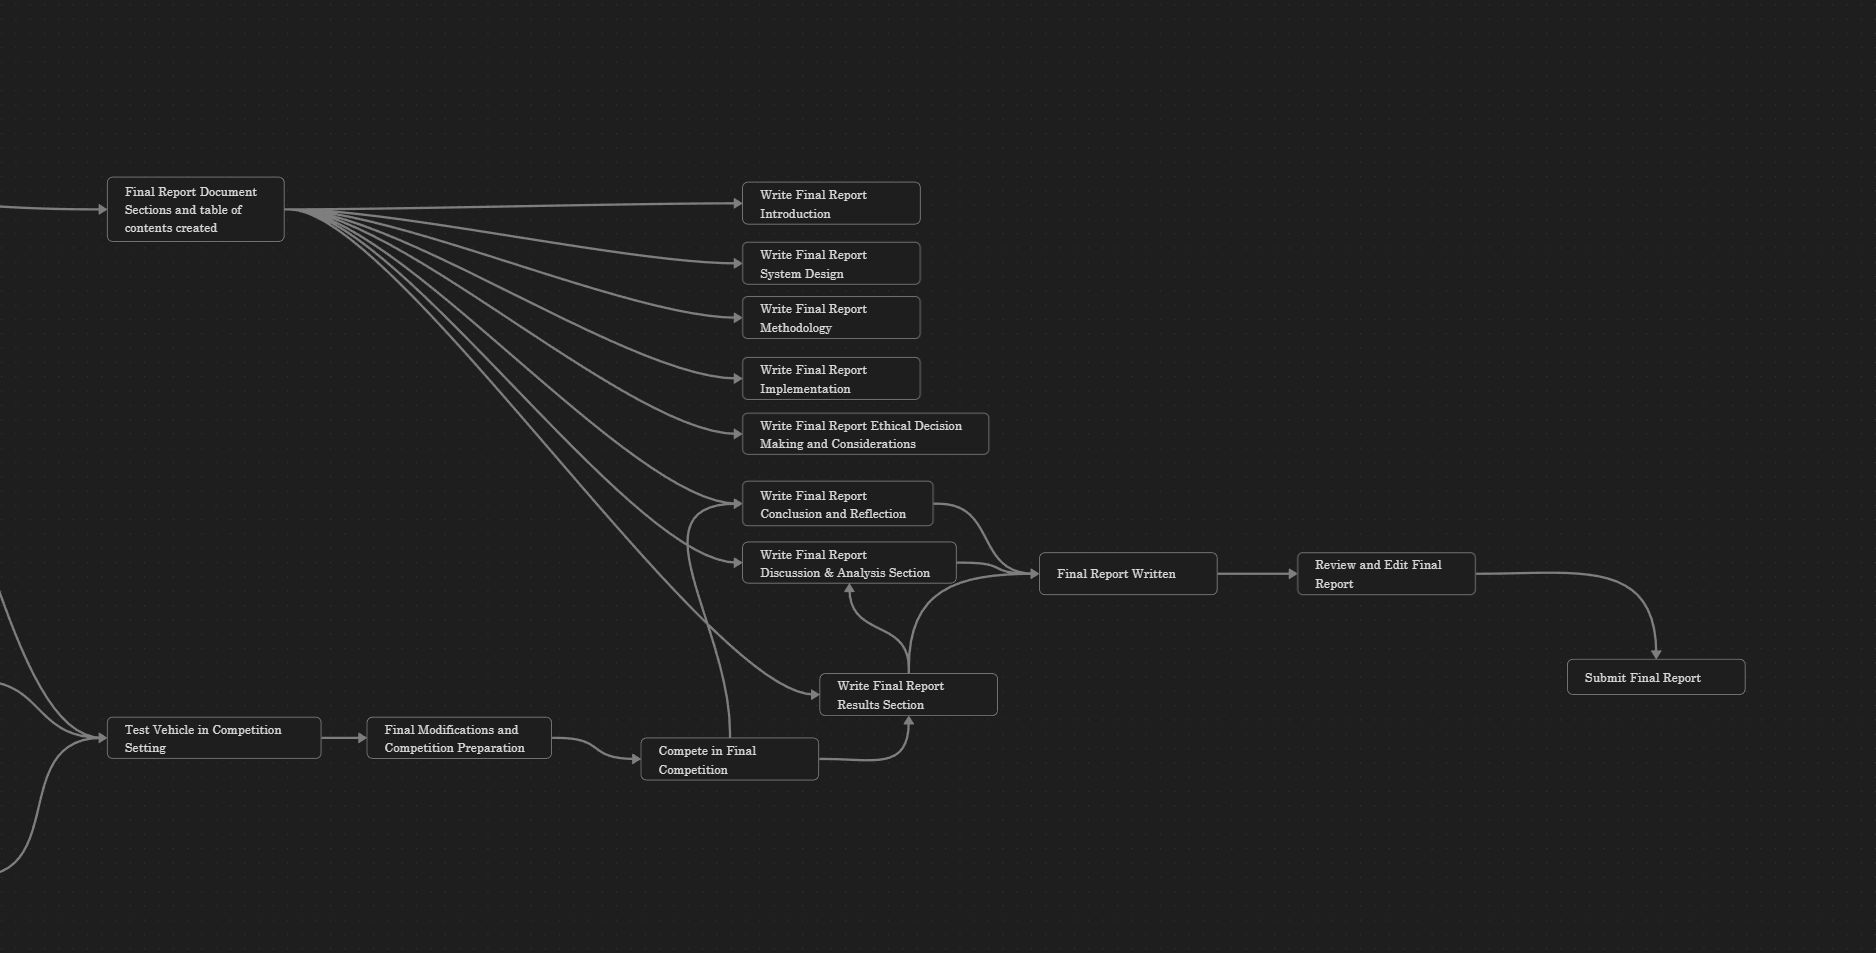 Final Report Document
Sections and table of
contents created
Write Final Report
Introduction
Write Final Report
System Design
Write Final Report
Methodology
Write Final Report
Implementation
Write Final Report Ethical Decision
Making and Considerations
Write Final Report
Conclusion and Reflection
Write Final Report
Discussion & Analysis Section
Final Report Written
Review and Edit Final
Report
Submit Final Report
Write Final Report
Results Section
Test Vehicle in Competition
Setting
Final Modifications and
Competition Preparation
Compete in Final
Competition